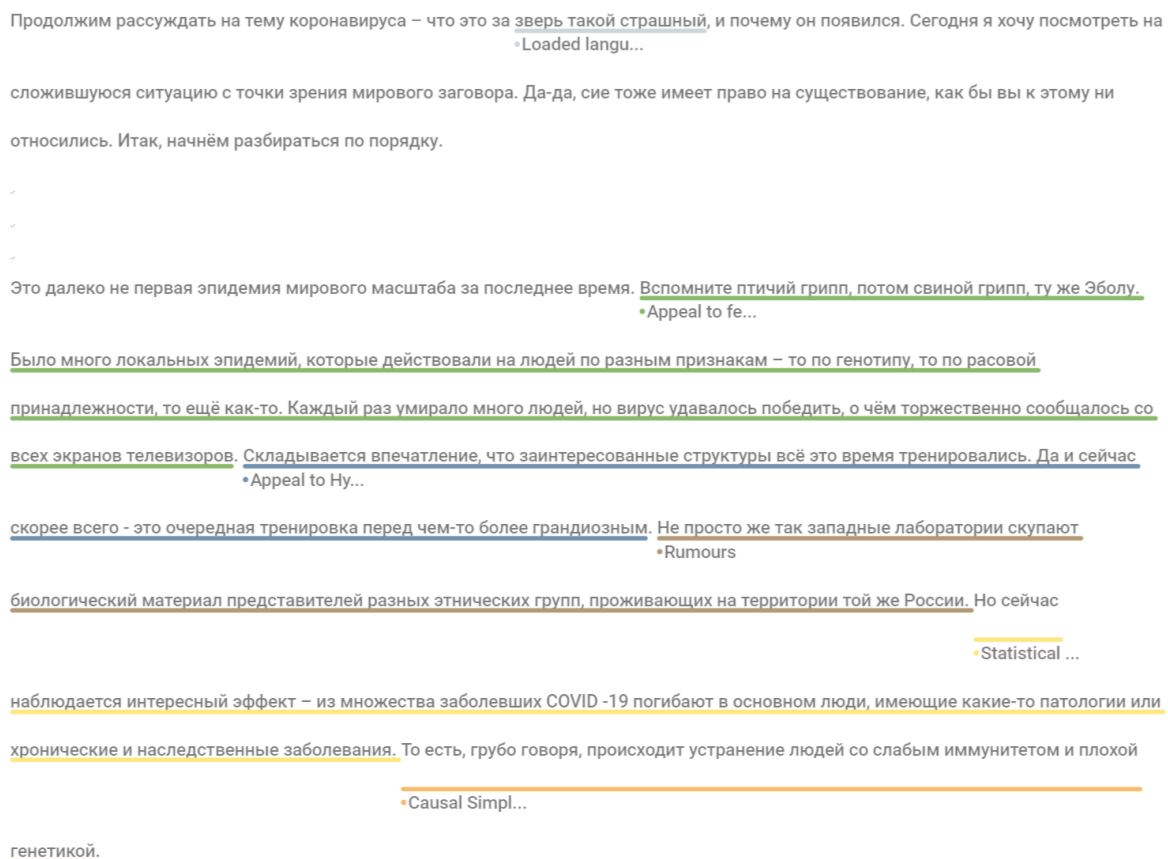 Продолжим рассуждать на тему коронавируса – что это за зверь такой страшный, и почему он появился. Сегодня я хочу посмотреть на
Loaded langu...
сложившуюся ситуацию с точки зрения мирового заговора. Да-да, сие тоже имеет право на существование, как бы вы к этому ни
относились. Итак, начнём разбираться по порядку.
Это далеко не первая эпидемия мирового масштаба за последнее время. Вспомните птичий грипп, потом свиной грипп, ту же Эболу.
Appeal to fe...
Было много локальных эпидемий, которые действовали на людей по разным признакам – то по генотипу, то по расовой
принадлежности, то ещё как-то. Каждый раз умирало много людей, но вирус удавалось победить, о чём торжественно сообщалось со
всех экранов телевизоров. Складывается впечатление, что заинтересованные структуры всё это время тренировались. Да и сейчас
Appeal to Hy...
скорее всего - это очередная тренировка перед чем-то более грандиозным. Не просто же так западные лаборатории скупают
Rumours
биологический материал представителей разных этнических групп, проживающих на территории той же России. Но сейчас
Statistical ...
наблюдается интересный эффект – из множества заболевших COVID -19 погибают в основном люди, имеющие какие-то патологии или
хронические и наследственные заболевания. То есть, грубо говоря, происходит устранение людей со слабым иммунитетом и плохой
Causal Simpl...
генетикой.